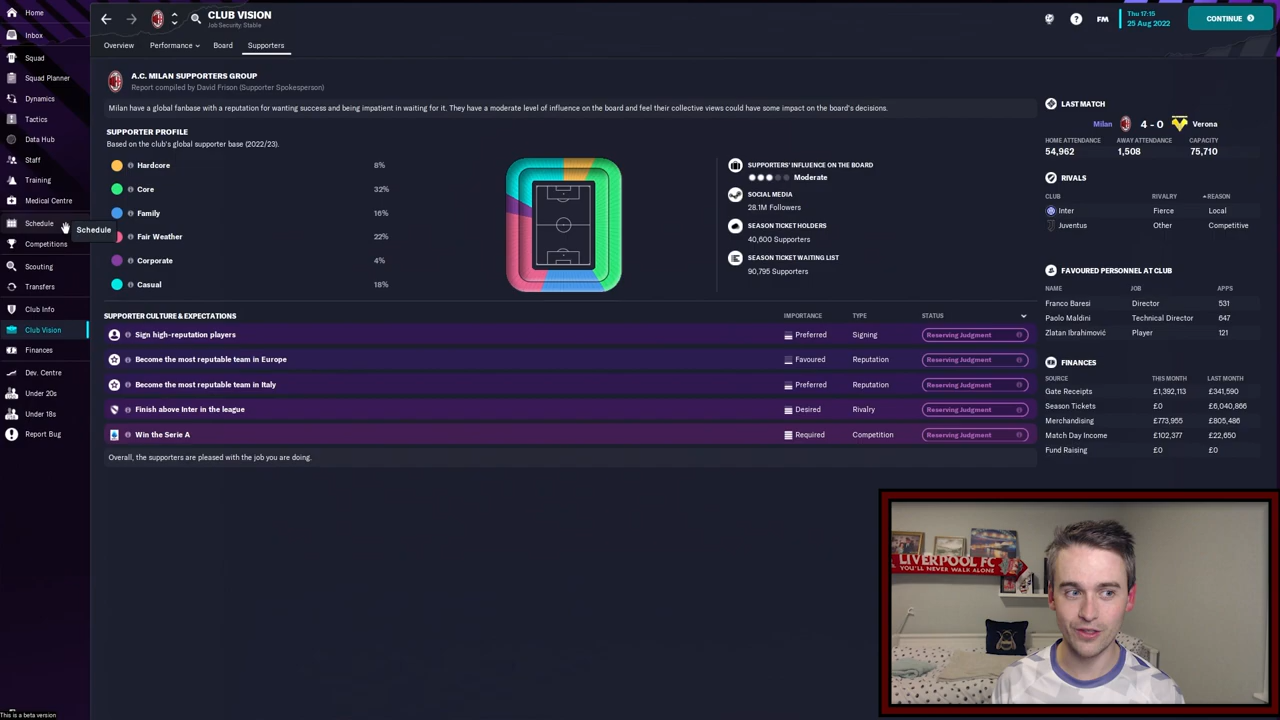 Home
Inbox
Squad
Squad Planner
Dynamics
Tactics
Data Hub
Staff
Training
Medical Centre
Schedule
Schedule
Competitions
Scouting
Transfers
Club Info
Club Vision
Finances
Dev. Centre
Under 20s
Under 18s
Report Bug
This is a beta version
CLUB VISION
Job Security: Stable
FM
Thu 17:15
25 Aug 2022
CONTINUE
Overview Performance Board Supporters
A.C. MILAN SUPPORTERS GROUP
Report compiled by David Frison (Supporter Spokesperson)
Milan have a global fanbase with a reputation for wanting success and being impatient in waiting for it. They have a moderate level of influence on the board and feel their collective views could have some impact on the board's decisions.
SUPPORTER PROFILE
Based on the club's global supporter base (2022/23).
Hardcore 8%
Core 32%
Family 16%
Fair Weather 22%
Corporate 4%
Casual 18%
SUPPORTERS' INFLUENCE ON THE BOARD
Moderate
SOCIAL MEDIA
28.1M Followers
SEASON TICKET HOLDERS
40,600 Supporters
SEASON TICKET WAITING LIST
90,795 Supporters
SUPPORTER CULTURE & EXPECTATIONS IMPORTANCE TYPE STATUS
Sign high-reputation players Preferred Signing Reserving Judgment
Become the most reputable team in Europe Favoured Reputation Reserving Judgment
Become the most reputable team in Italy Preferred Reputation Reserving Judgment
Finish above Inter in the league Desired Rivalry Reserving Judgment
Win the Serie A Required Competition Reserving Judgment
Overall, the supporters are pleased with the job you are doing.
LAST MATCH
Milan 4 - 0 Verona
HOME ATTENDANCE AWAY ATTENDANCE CAPACITY
54,962 1,508 75,710
RIVALS
CLUB RIVALRY REASON
Inter Fierce Local
Juventus Other Competitive
FAVOURED PERSONNEL AT CLUB
NAME JOB APPS
Franco Baresi Director 531
Paolo Maldini Technical Director 647
Zlatan Ibrahimović Player 121
FINANCES
SOURCE THIS MONTH LAST MONTH
Gate Receipts £1,392,113 £341,590
Season Tickets £0 £6,040,866
Merchandising £773,955 £805,486
Match Day Income £102,377 £22,650
Fund Raising £0 £0
LIVERPOOL FC
YOU'LL NEVER WALK ALONE